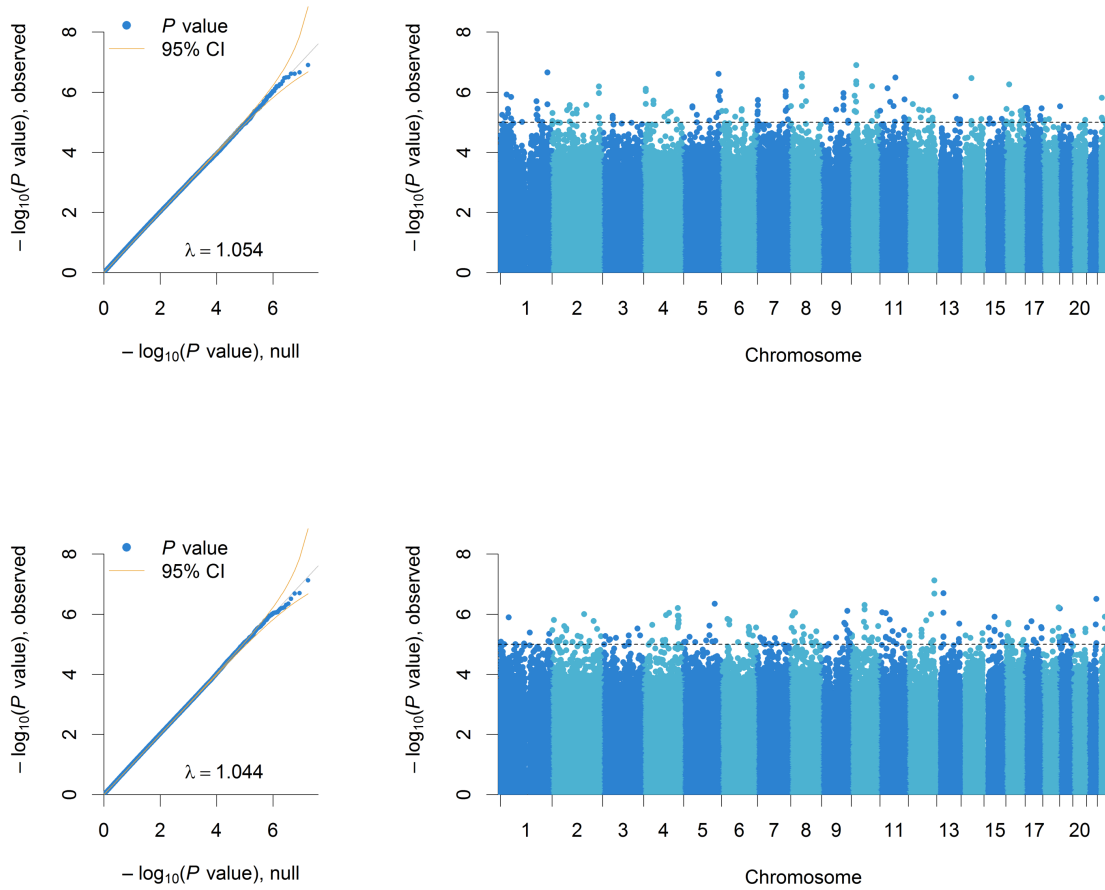 P value
95% CI
– log10(P value), observed
8
6
4
2
0
λ = 1.054
0 2 4 6
– log10(P value), null
– log10(P value), observed
8
6
4
2
0
1 2 3 4 5 6 7 8 9 11 13 15 17 20
Chromosome
P value
95% CI
– log10(P value), observed
8
6
4
2
0
λ = 1.044
0 2 4 6
– log10(P value), null
– log10(P value), observed
8
6
4
2
0
1 2 3 4 5 6 7 8 9 11 13 15 17 20
Chromosome